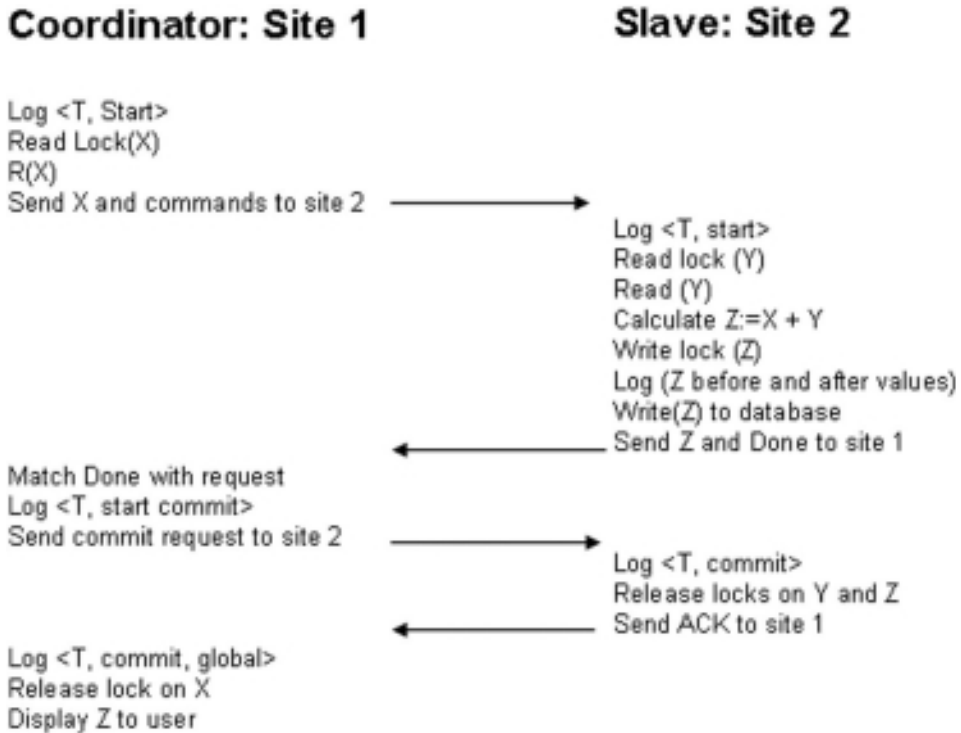 Coordinator: Site 1
Slave: Site 2
Log <T, Start>
Read Lock(X)
R(X)
Send X and commands to site 2
Log <T, start>
Read lock (Y)
Read (Y)
Calculate Z:=X + Y
Write lock (Z)
Log (Z before and after values)
Write(Z) to database
Send Z and Done to site 1
Match Done with request
Log <T, start commit>
Send commit request to site 2
Log <T, commit>
Release locks on Y and Z
Send ACK to site 1
Log <T, commit, global>
Release lock on X
Display Z to user